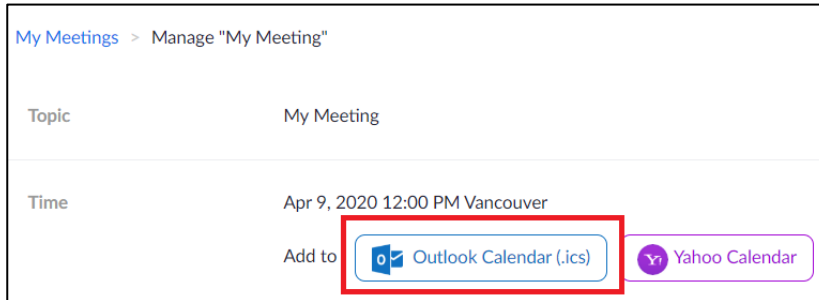 My Meetings > Manage "My Meeting"
Topic My Meeting
Time Apr 9, 2020 12:00 PM Vancouver
Add to Outlook Calendar (.ics) Yahoo Calendar